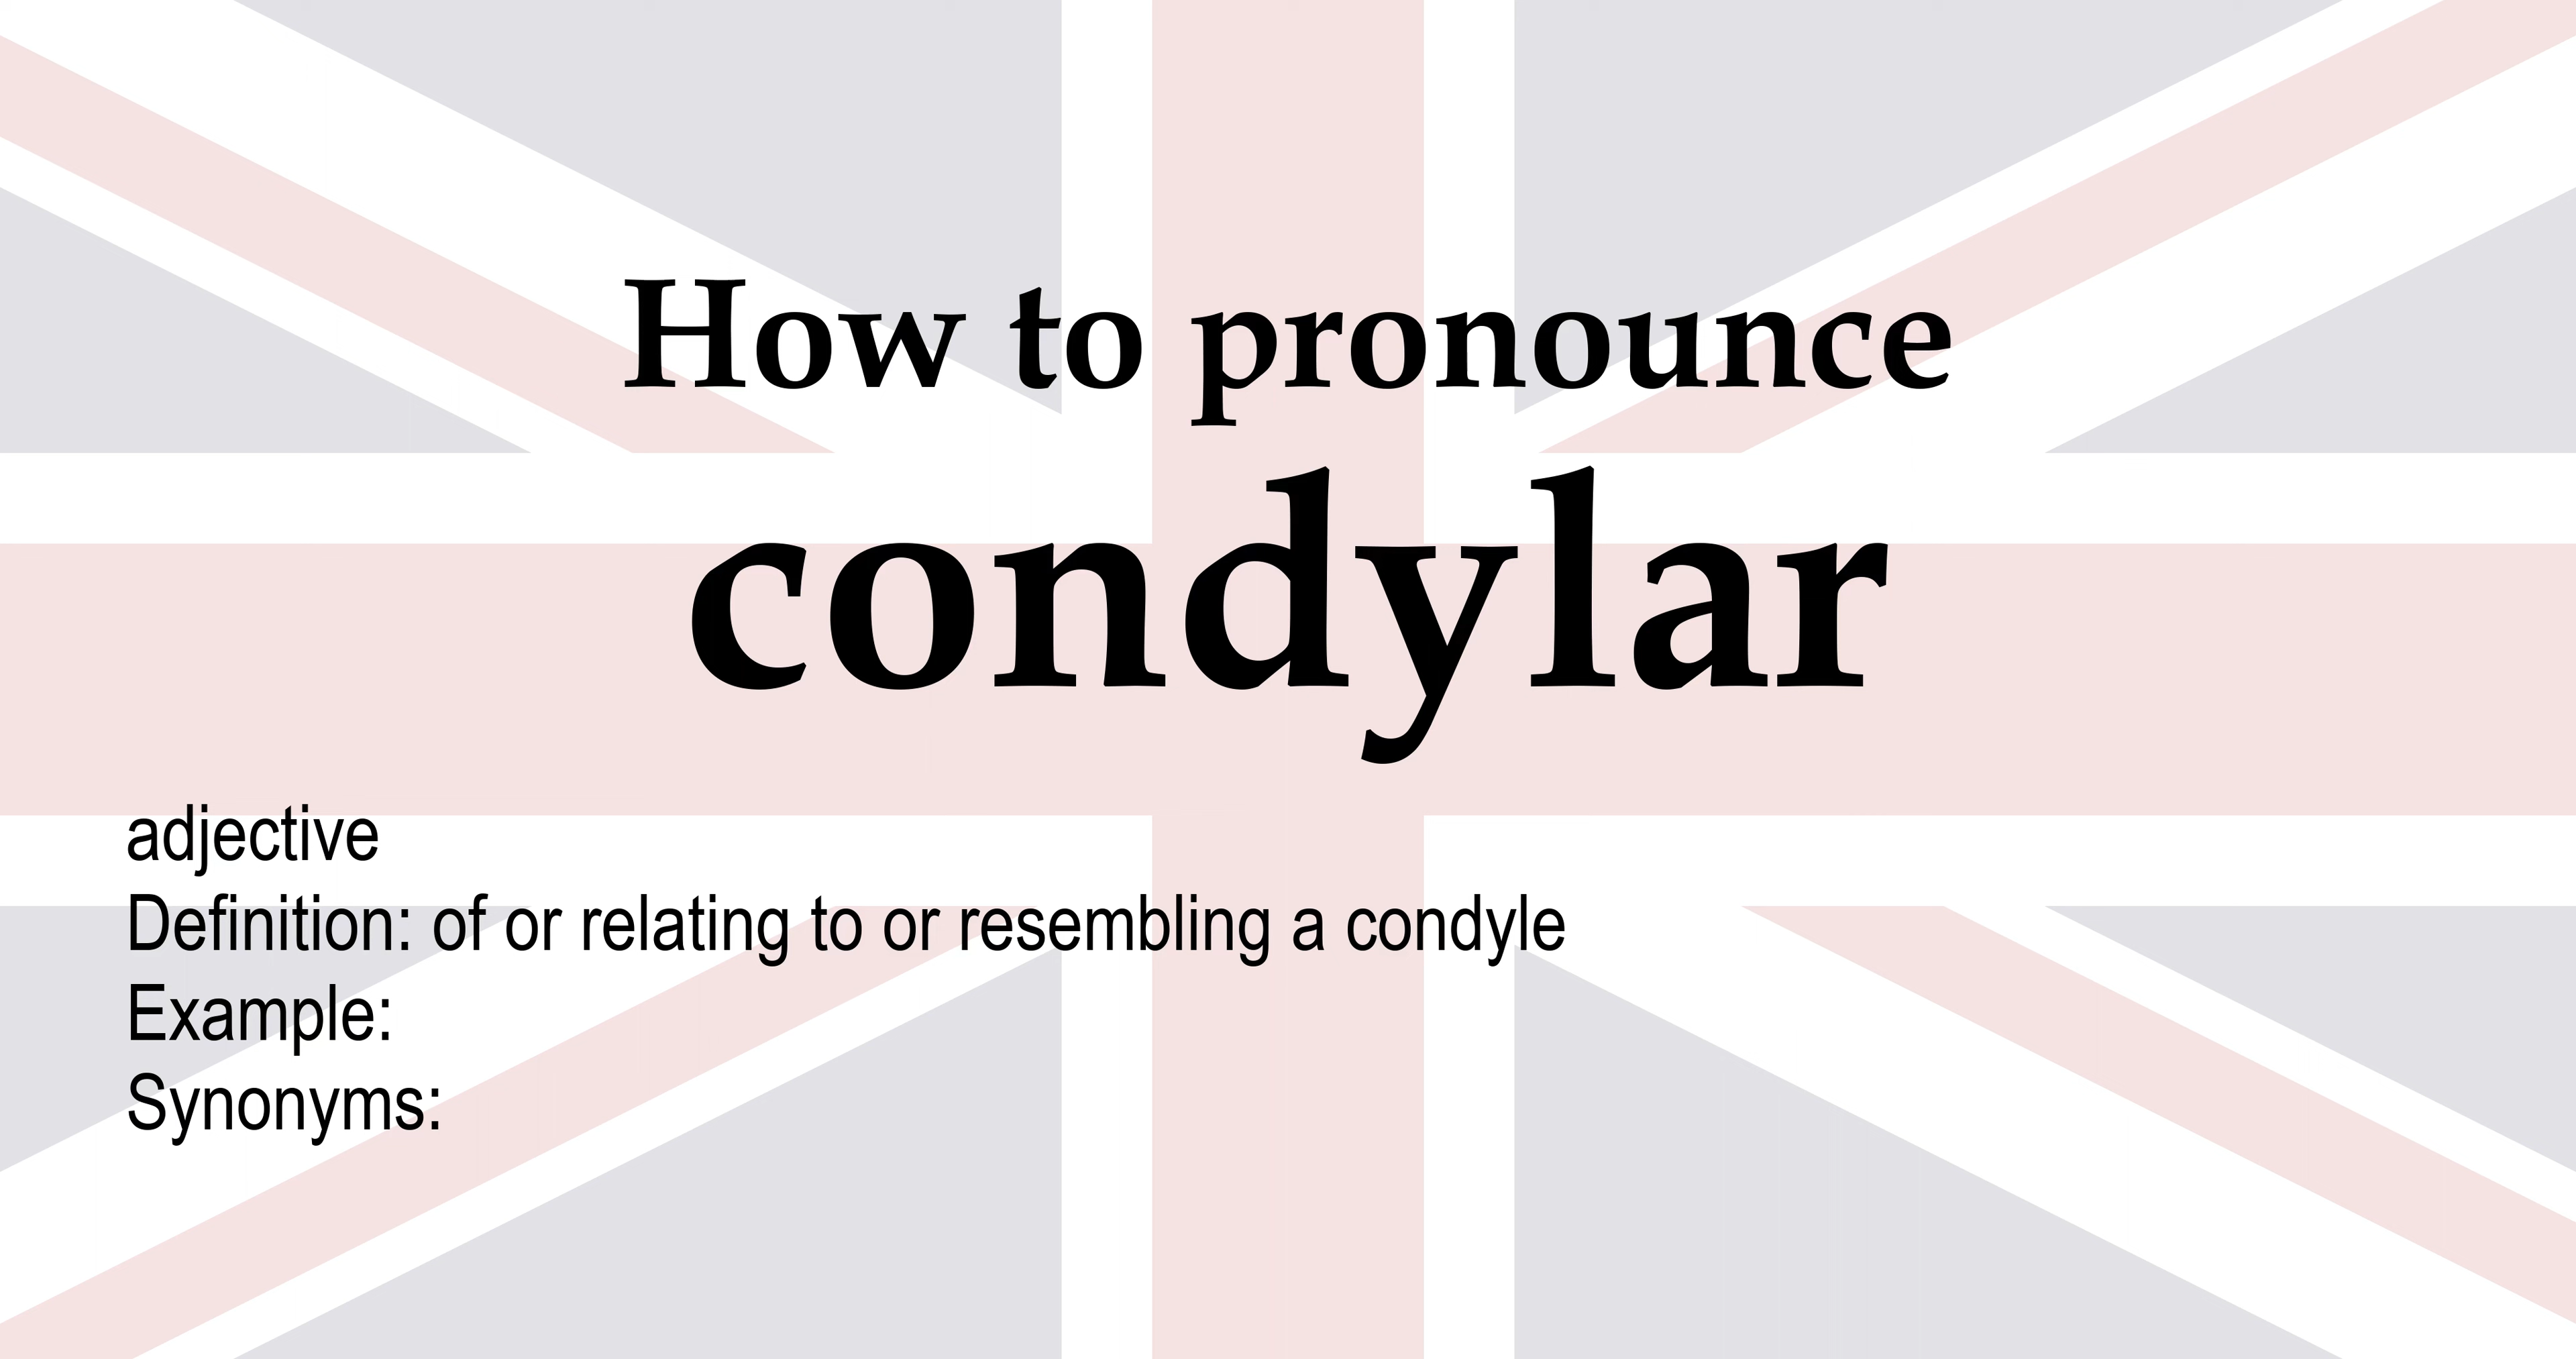 How to pronounce
condylar
adjective
Definition: of or relating to or resembling a condyle
Example:
Synonyms: